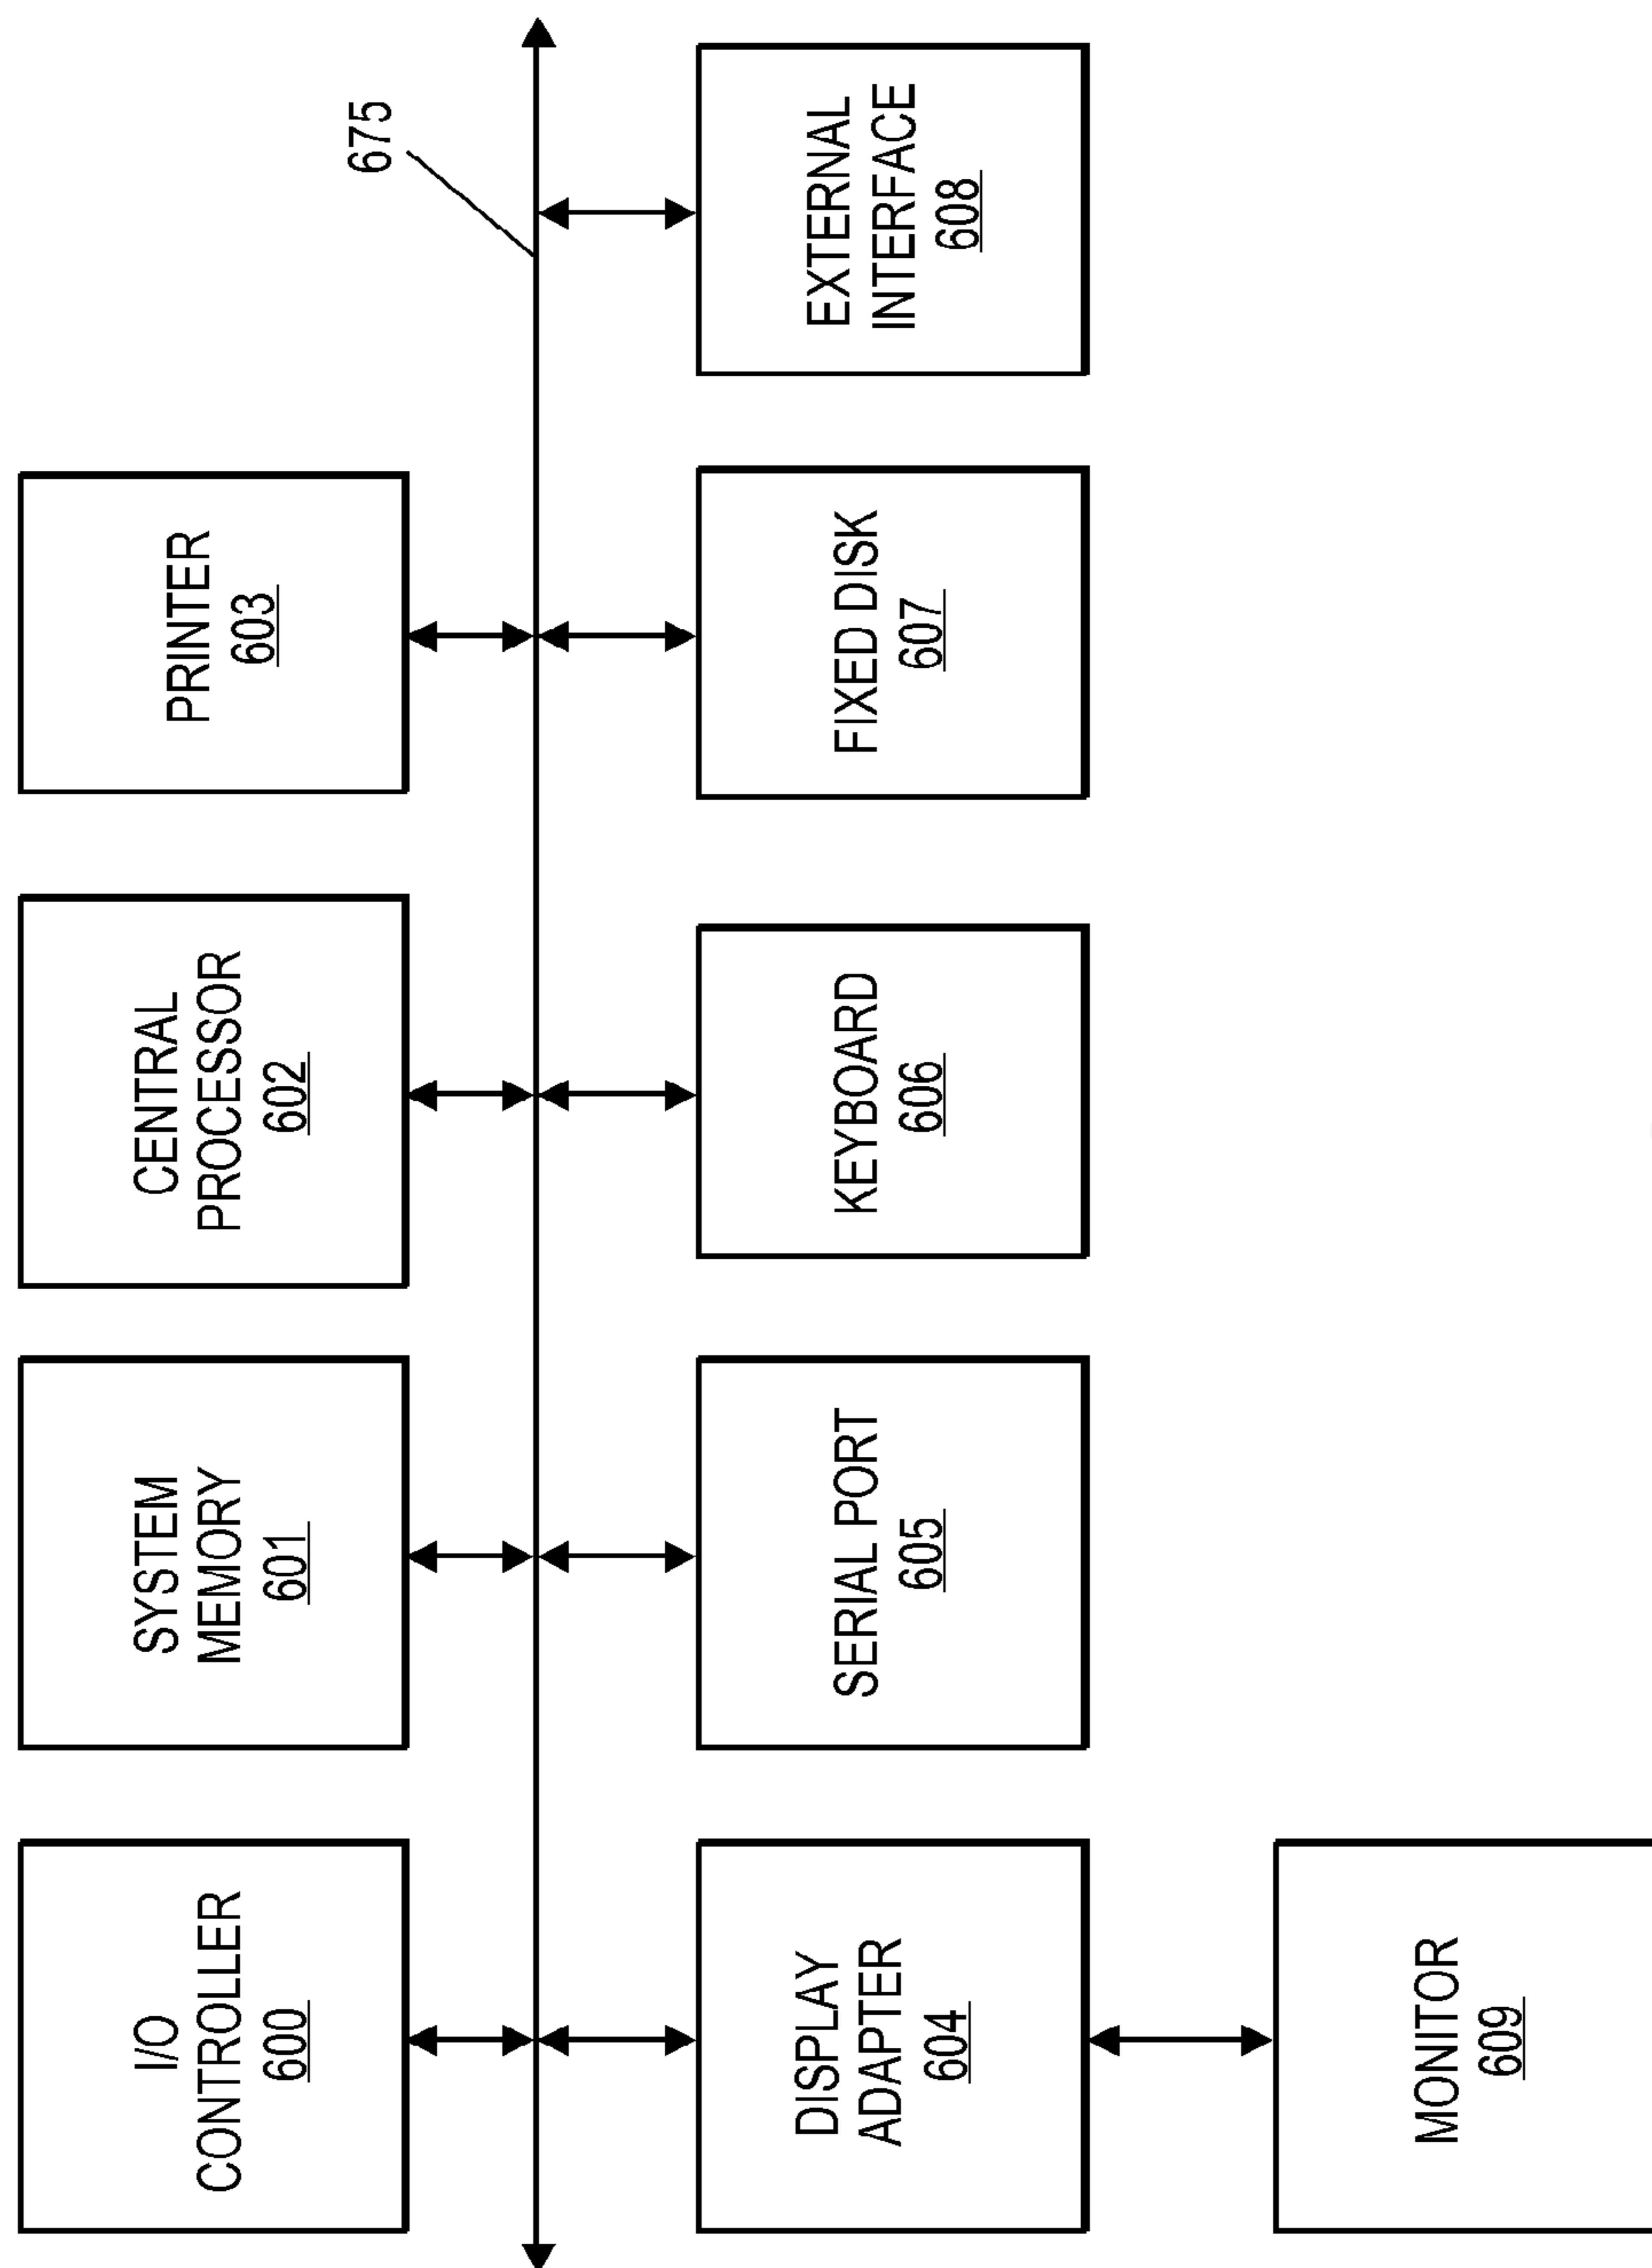 I/O
CONTROLLER
600
SYSTEM
MEMORY
601
CENTRAL
PROCESSOR
602
PRINTER
603
675
DISPLAY
ADAPTER
604
SERIAL PORT
605
KEYBOARD
606
FIXED DISK
607
EXTERNAL
INTERFACE
608
MONITOR
609